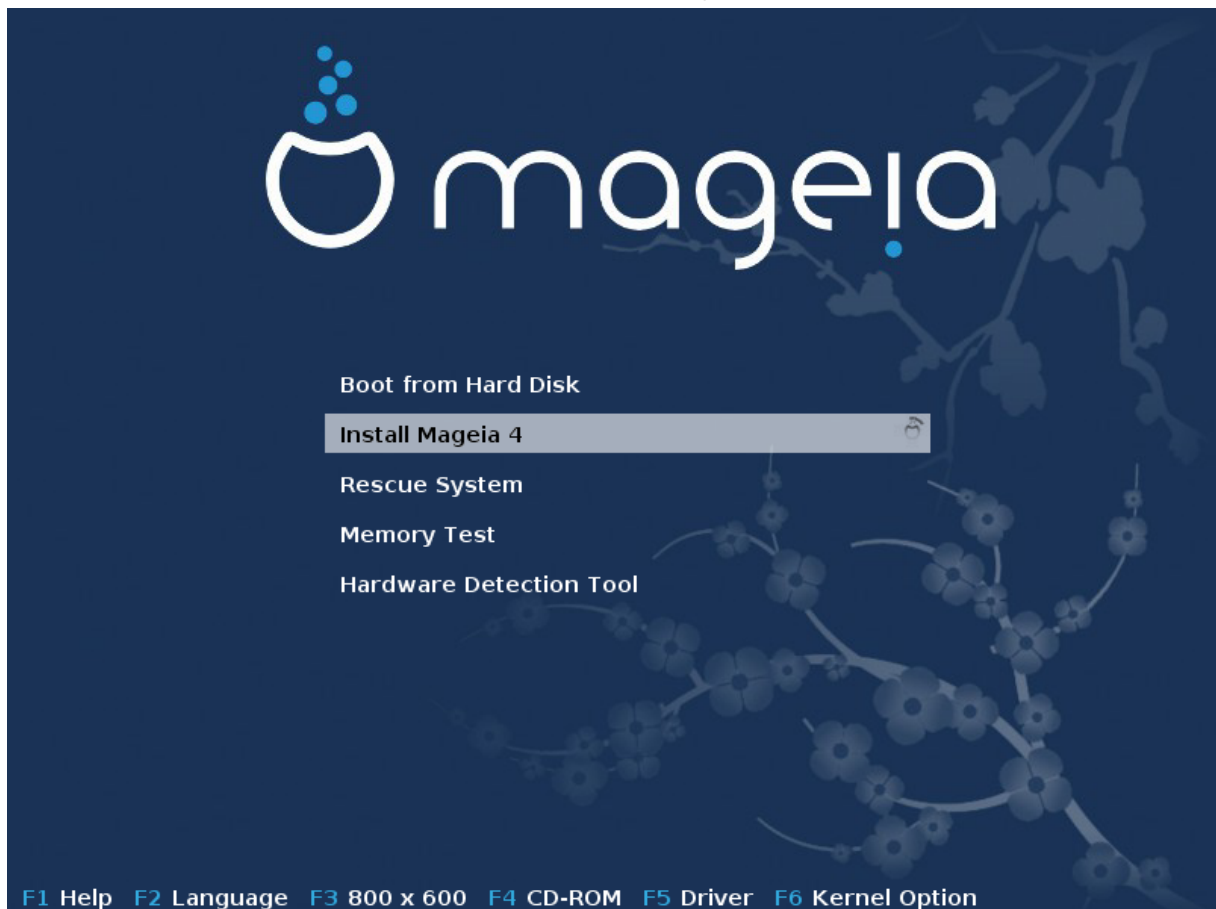 mageia
Boot from Hard Disk
Install Mageia 4
Rescue System
Memory Test
Hardware Detection Tool
F1 Help F2 Language F3 800 x 600 F4 CD-ROM F5 Driver F6 Kernel Option